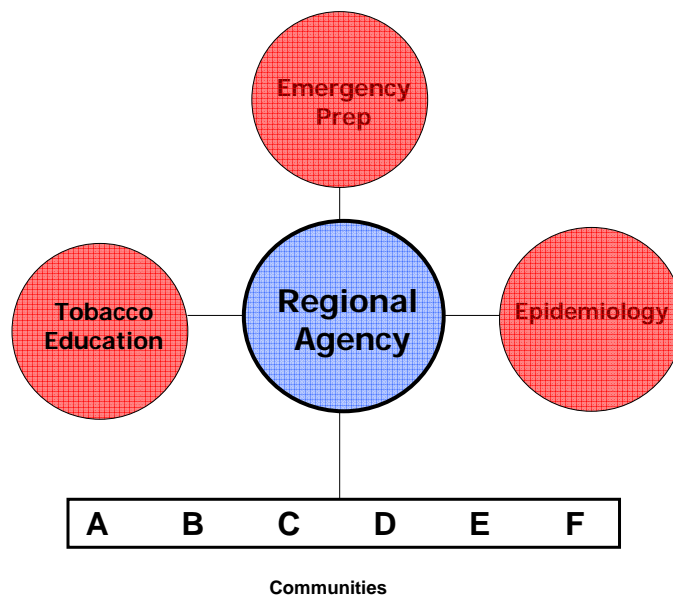 Emergency
Prep
Tobacco
Education
Regional
Agency
Epidemiology
A B C D E F
Communities